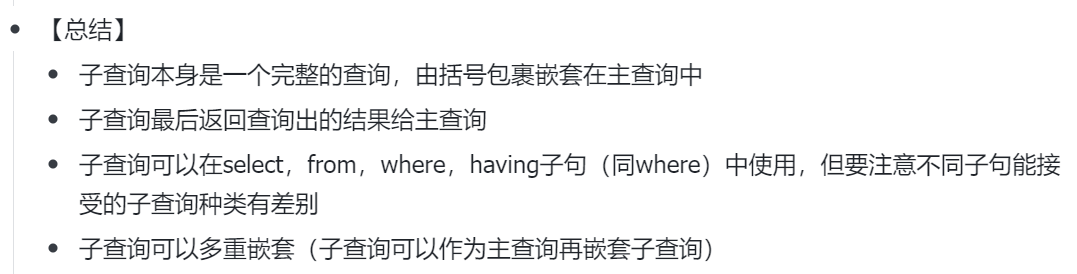 【总结】
子查询本身是一个完整的查询，由括号包裹嵌套在主查询中
子查询最后返回查询出的结果给主查询
子查询可以在select，from，where，having子句（同where）中使用，但要注意不同子句能接
受的子查询种类有差别
子查询可以多重嵌套（子查询可以作为主查询再嵌套子查询）